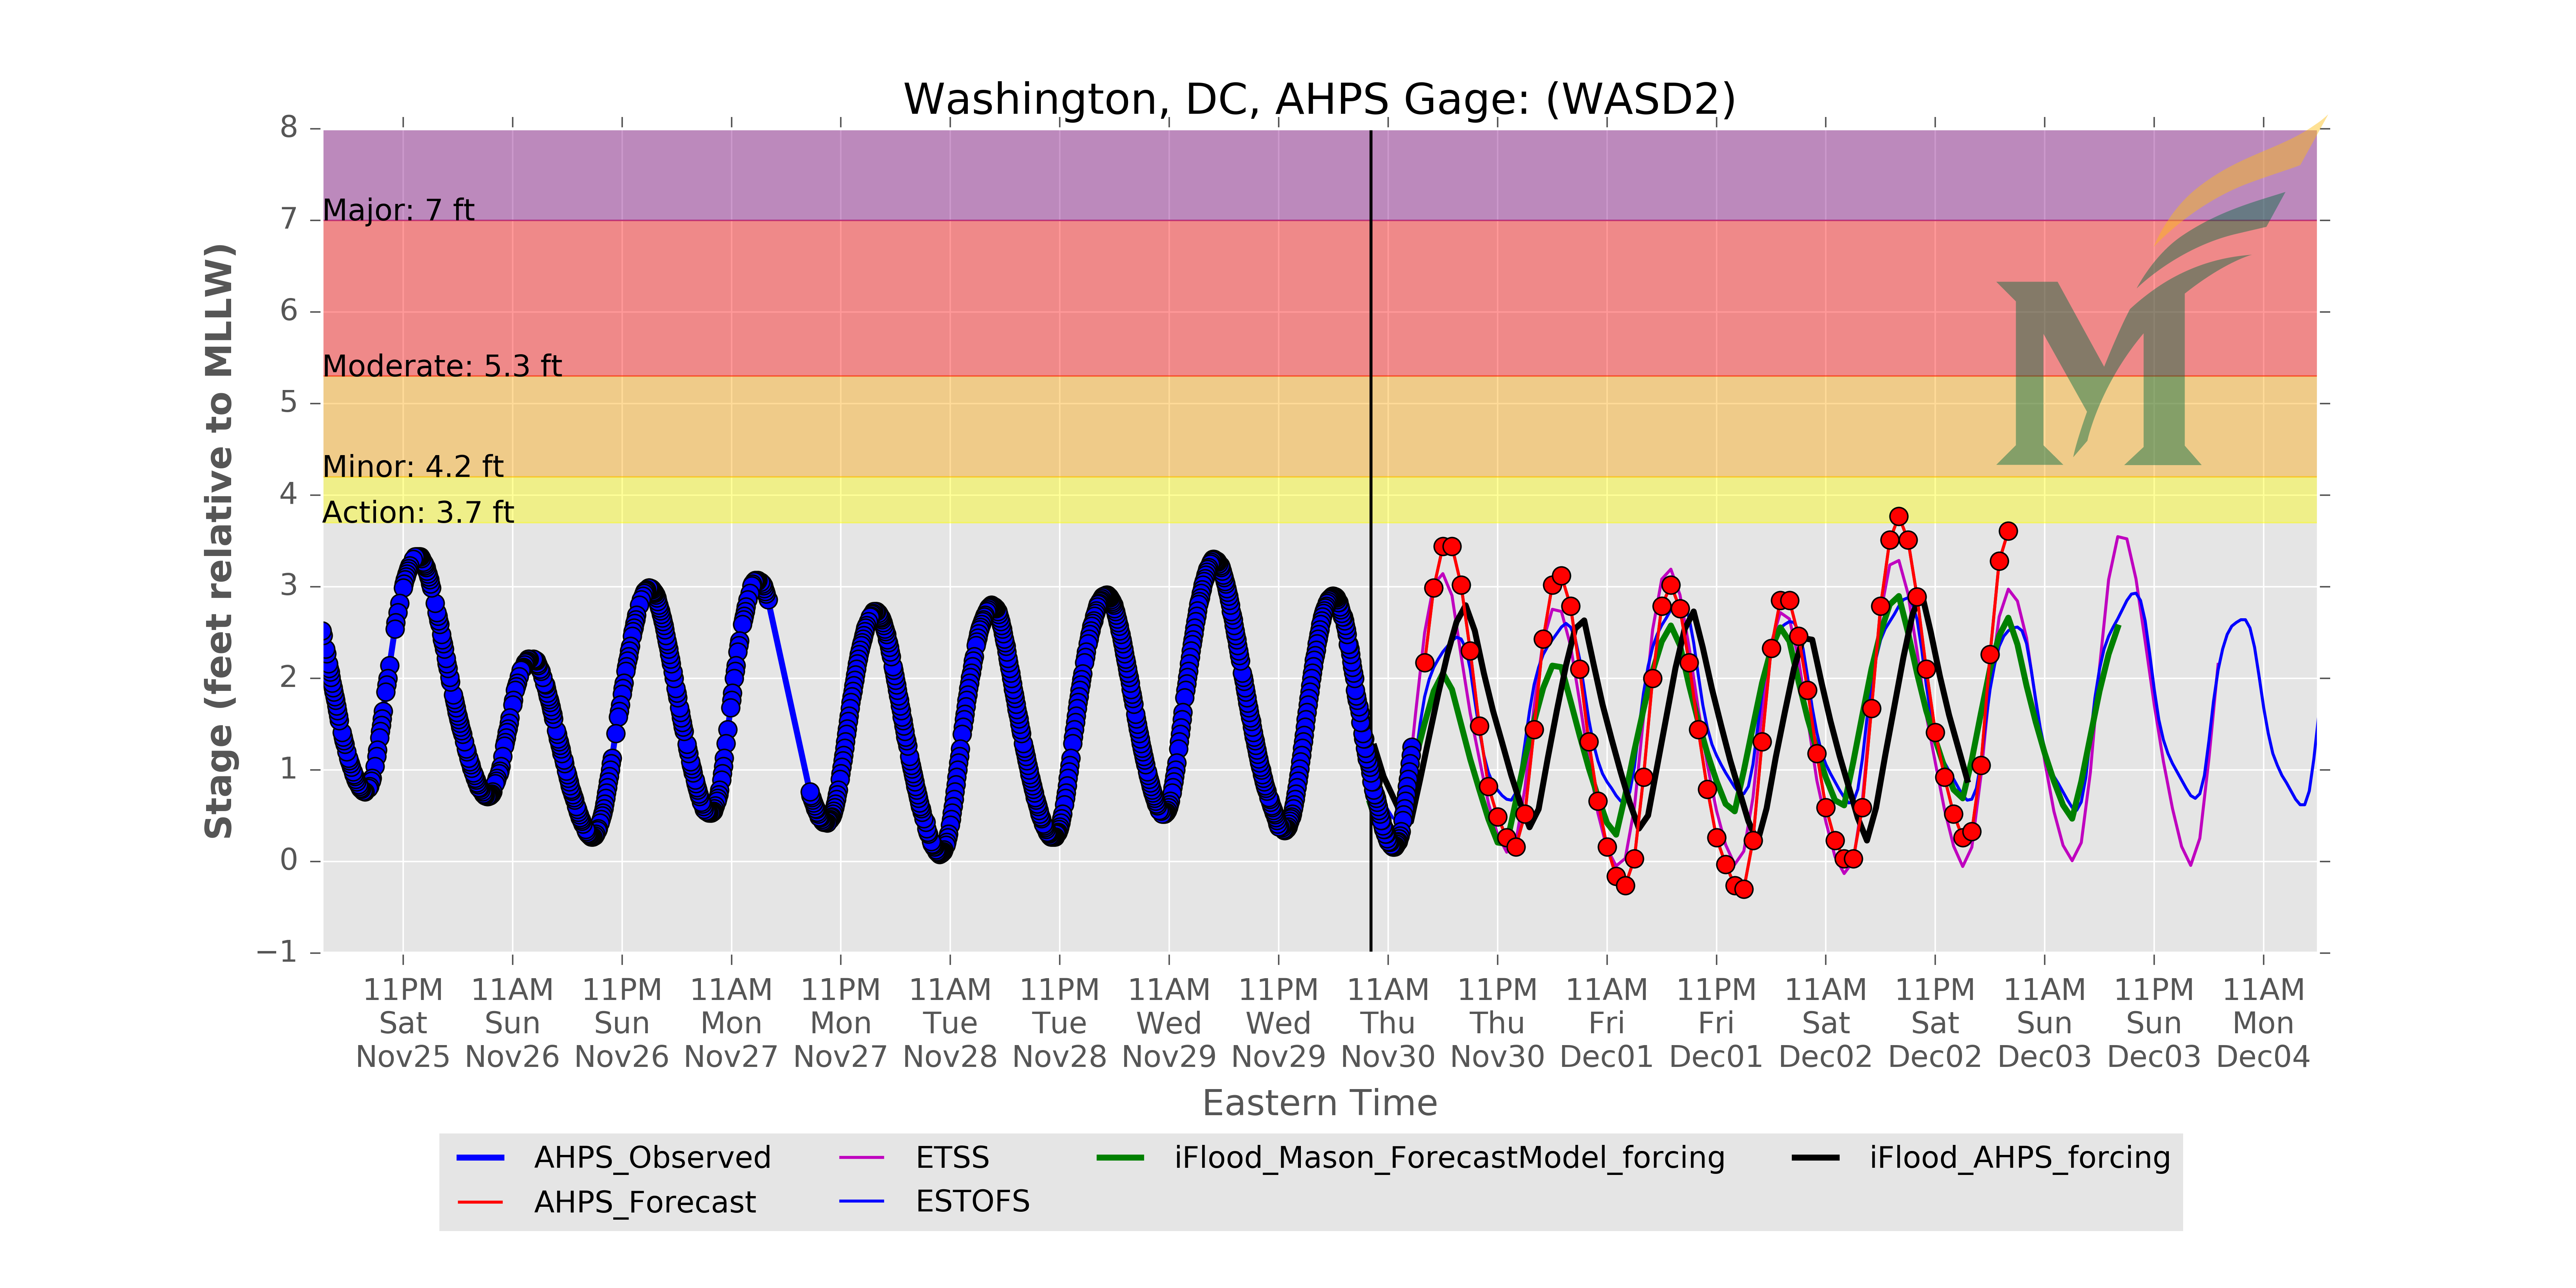 Washington, DC, AHPS Gage: (WASD2)
8
7
6
5
4
3
2
1
0
−1
Stage (feet relative to MLLW)
Major: 7 ft
Moderate: 5.3 ft
Minor: 4.2 ft
Action: 3.7 ft
M
11PM 11AM 11PM 11AM 11PM 11AM 11PM 11AM 11PM 11AM 11PM 11AM 11PM 11AM 11PM 11AM 11PM 11AM
Sat Sun Sun Mon Mon Tue Tue Wed Wed Thu Thu Fri Fri Sat Sat Sun Sun Mon
Nov25 Nov26 Nov26 Nov27 Nov27 Nov28 Nov28 Nov29 Nov29 Nov30 Nov30 Dec01 Dec01 Dec02 Dec02 Dec03 Dec03 Dec04
Eastern Time
AHPS_Observed ETSS iFlood_Mason_ForecastModel_forcing iFlood_AHPS_forcing
AHPS_Forecast ESTOFS